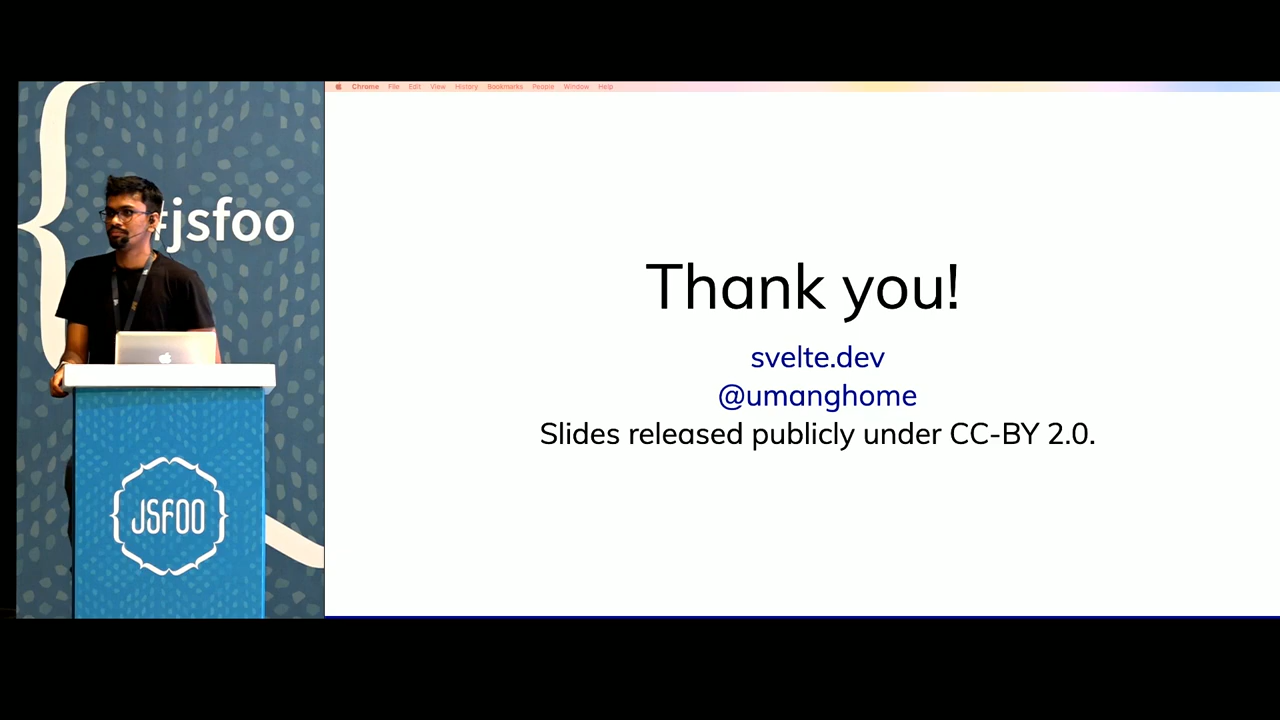 #jsfoo
JSFOO
Chrome File Edit View History Bookmarks People Window Help
Thank you!
svelte.dev
@umanghome
Slides released publicly under CC-BY 2.0.